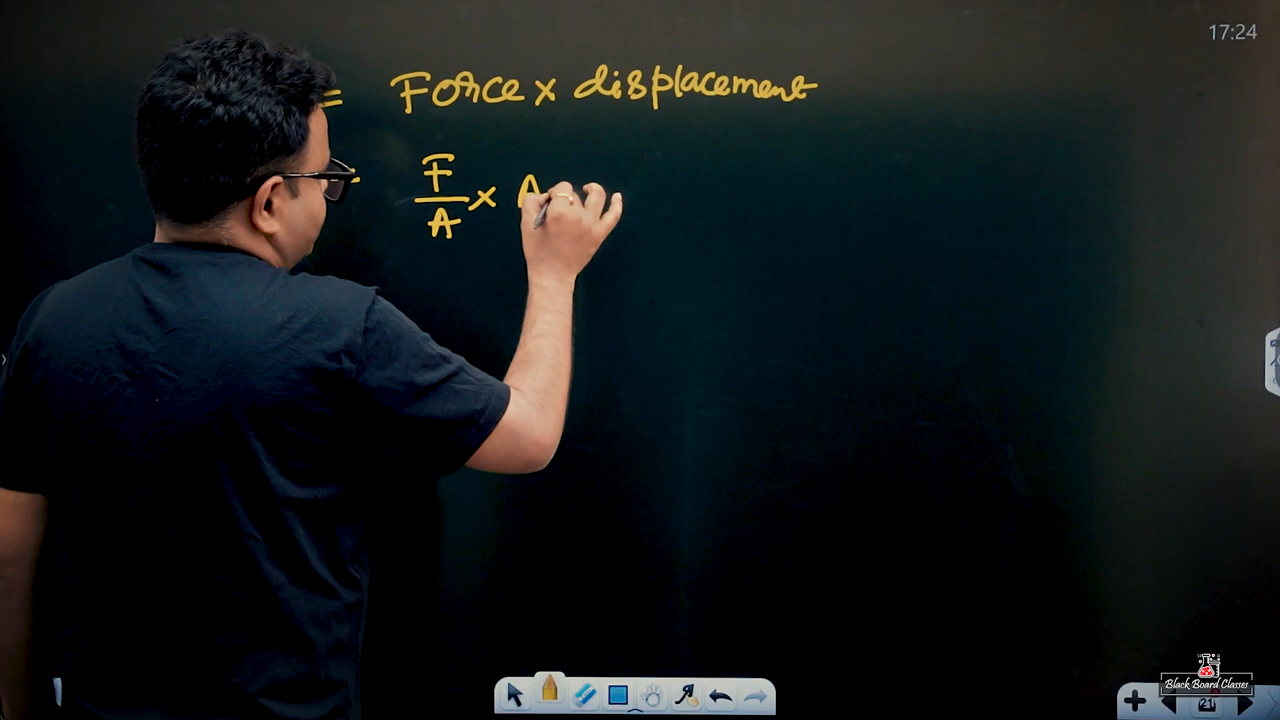 17:24
= Force x displacement
= F/A x A
Black Board Classes
21